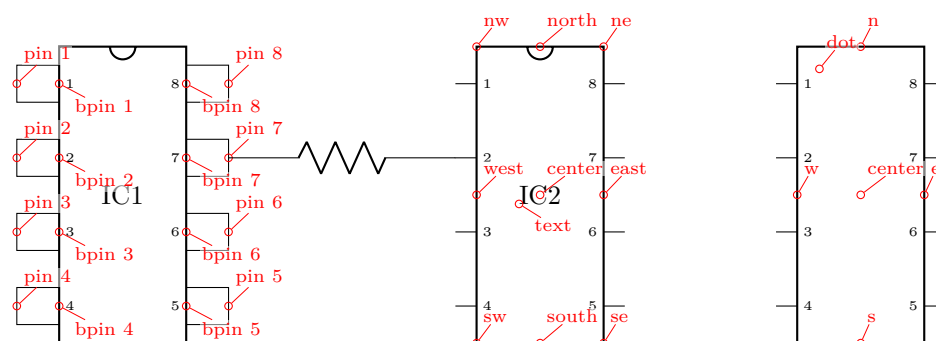 nw north ne n
pin 1 pin 8 dot
1 8 1 8 1 8
bpin 1 bpin 8
pin 2 pin 7
2 7 2 7 2 7
bpin 2 bpin 7 west center east w center e
IC1 IC2
pin 3 pin 6 text
3 6 3 6 3 6
bpin 3 bpin 6
pin 4 pin 5
4 5 4 5 4 5
bpin 4 bpin 5 sw south se s